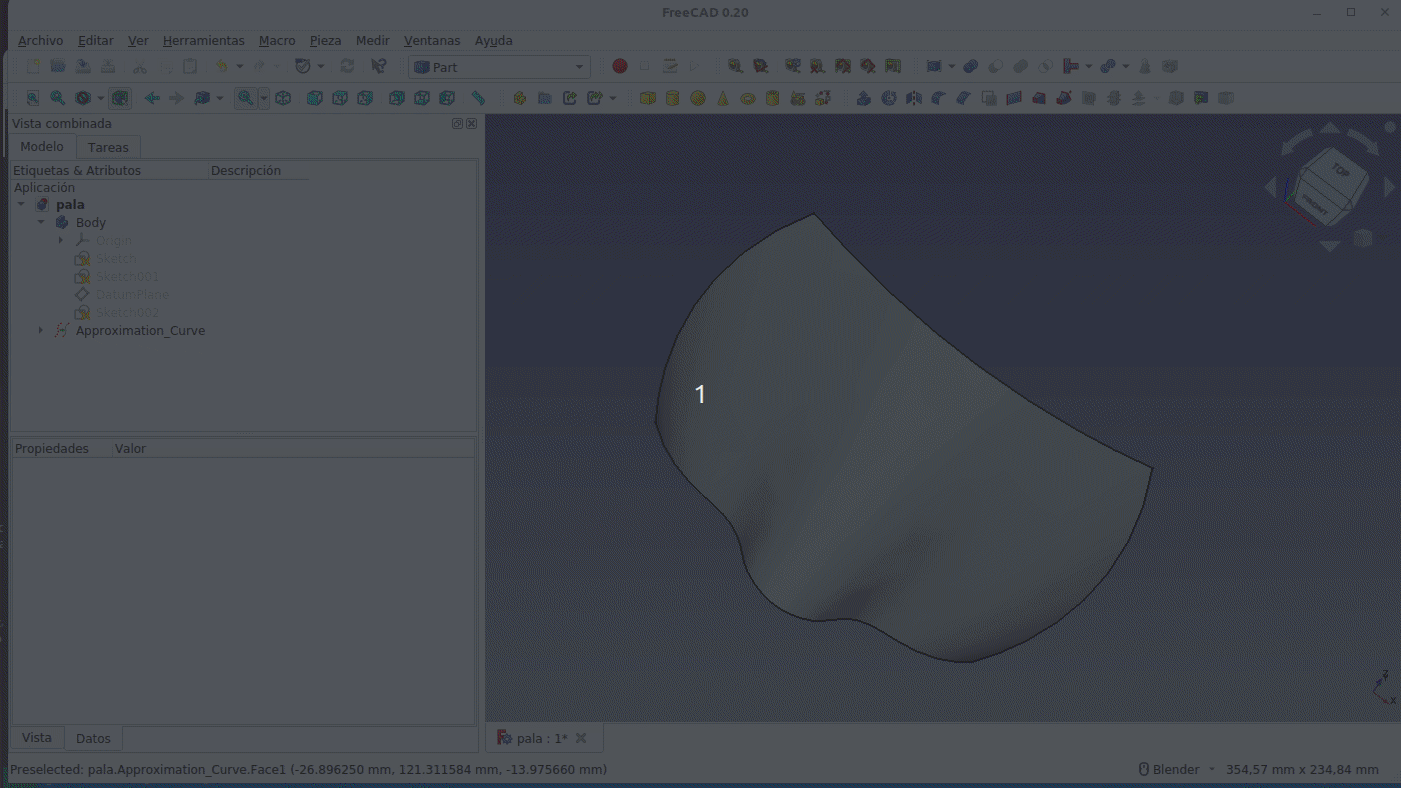 FreeCAD 0.20
Archivo Editar Ver Herramientas Macro Pieza Medir Ventanas Ayuda
Part
Vista combinada
Modelo Tareas
Etiquetas & Atributos Descripción
Aplicación
pala
Body
Origin
Sketch
Sketch001
DatumPlane
Sketch002
Approximation_Curve
Propiedades Valor
Vista Datos
TOP
FRONT
1
Z
X
pala : 1*
Preselected: pala.Approximation_Curve.Face1 (-26.896250 mm, 121.311584 mm, -13.975660 mm)
Blender 354,57 mm x 234,84 mm